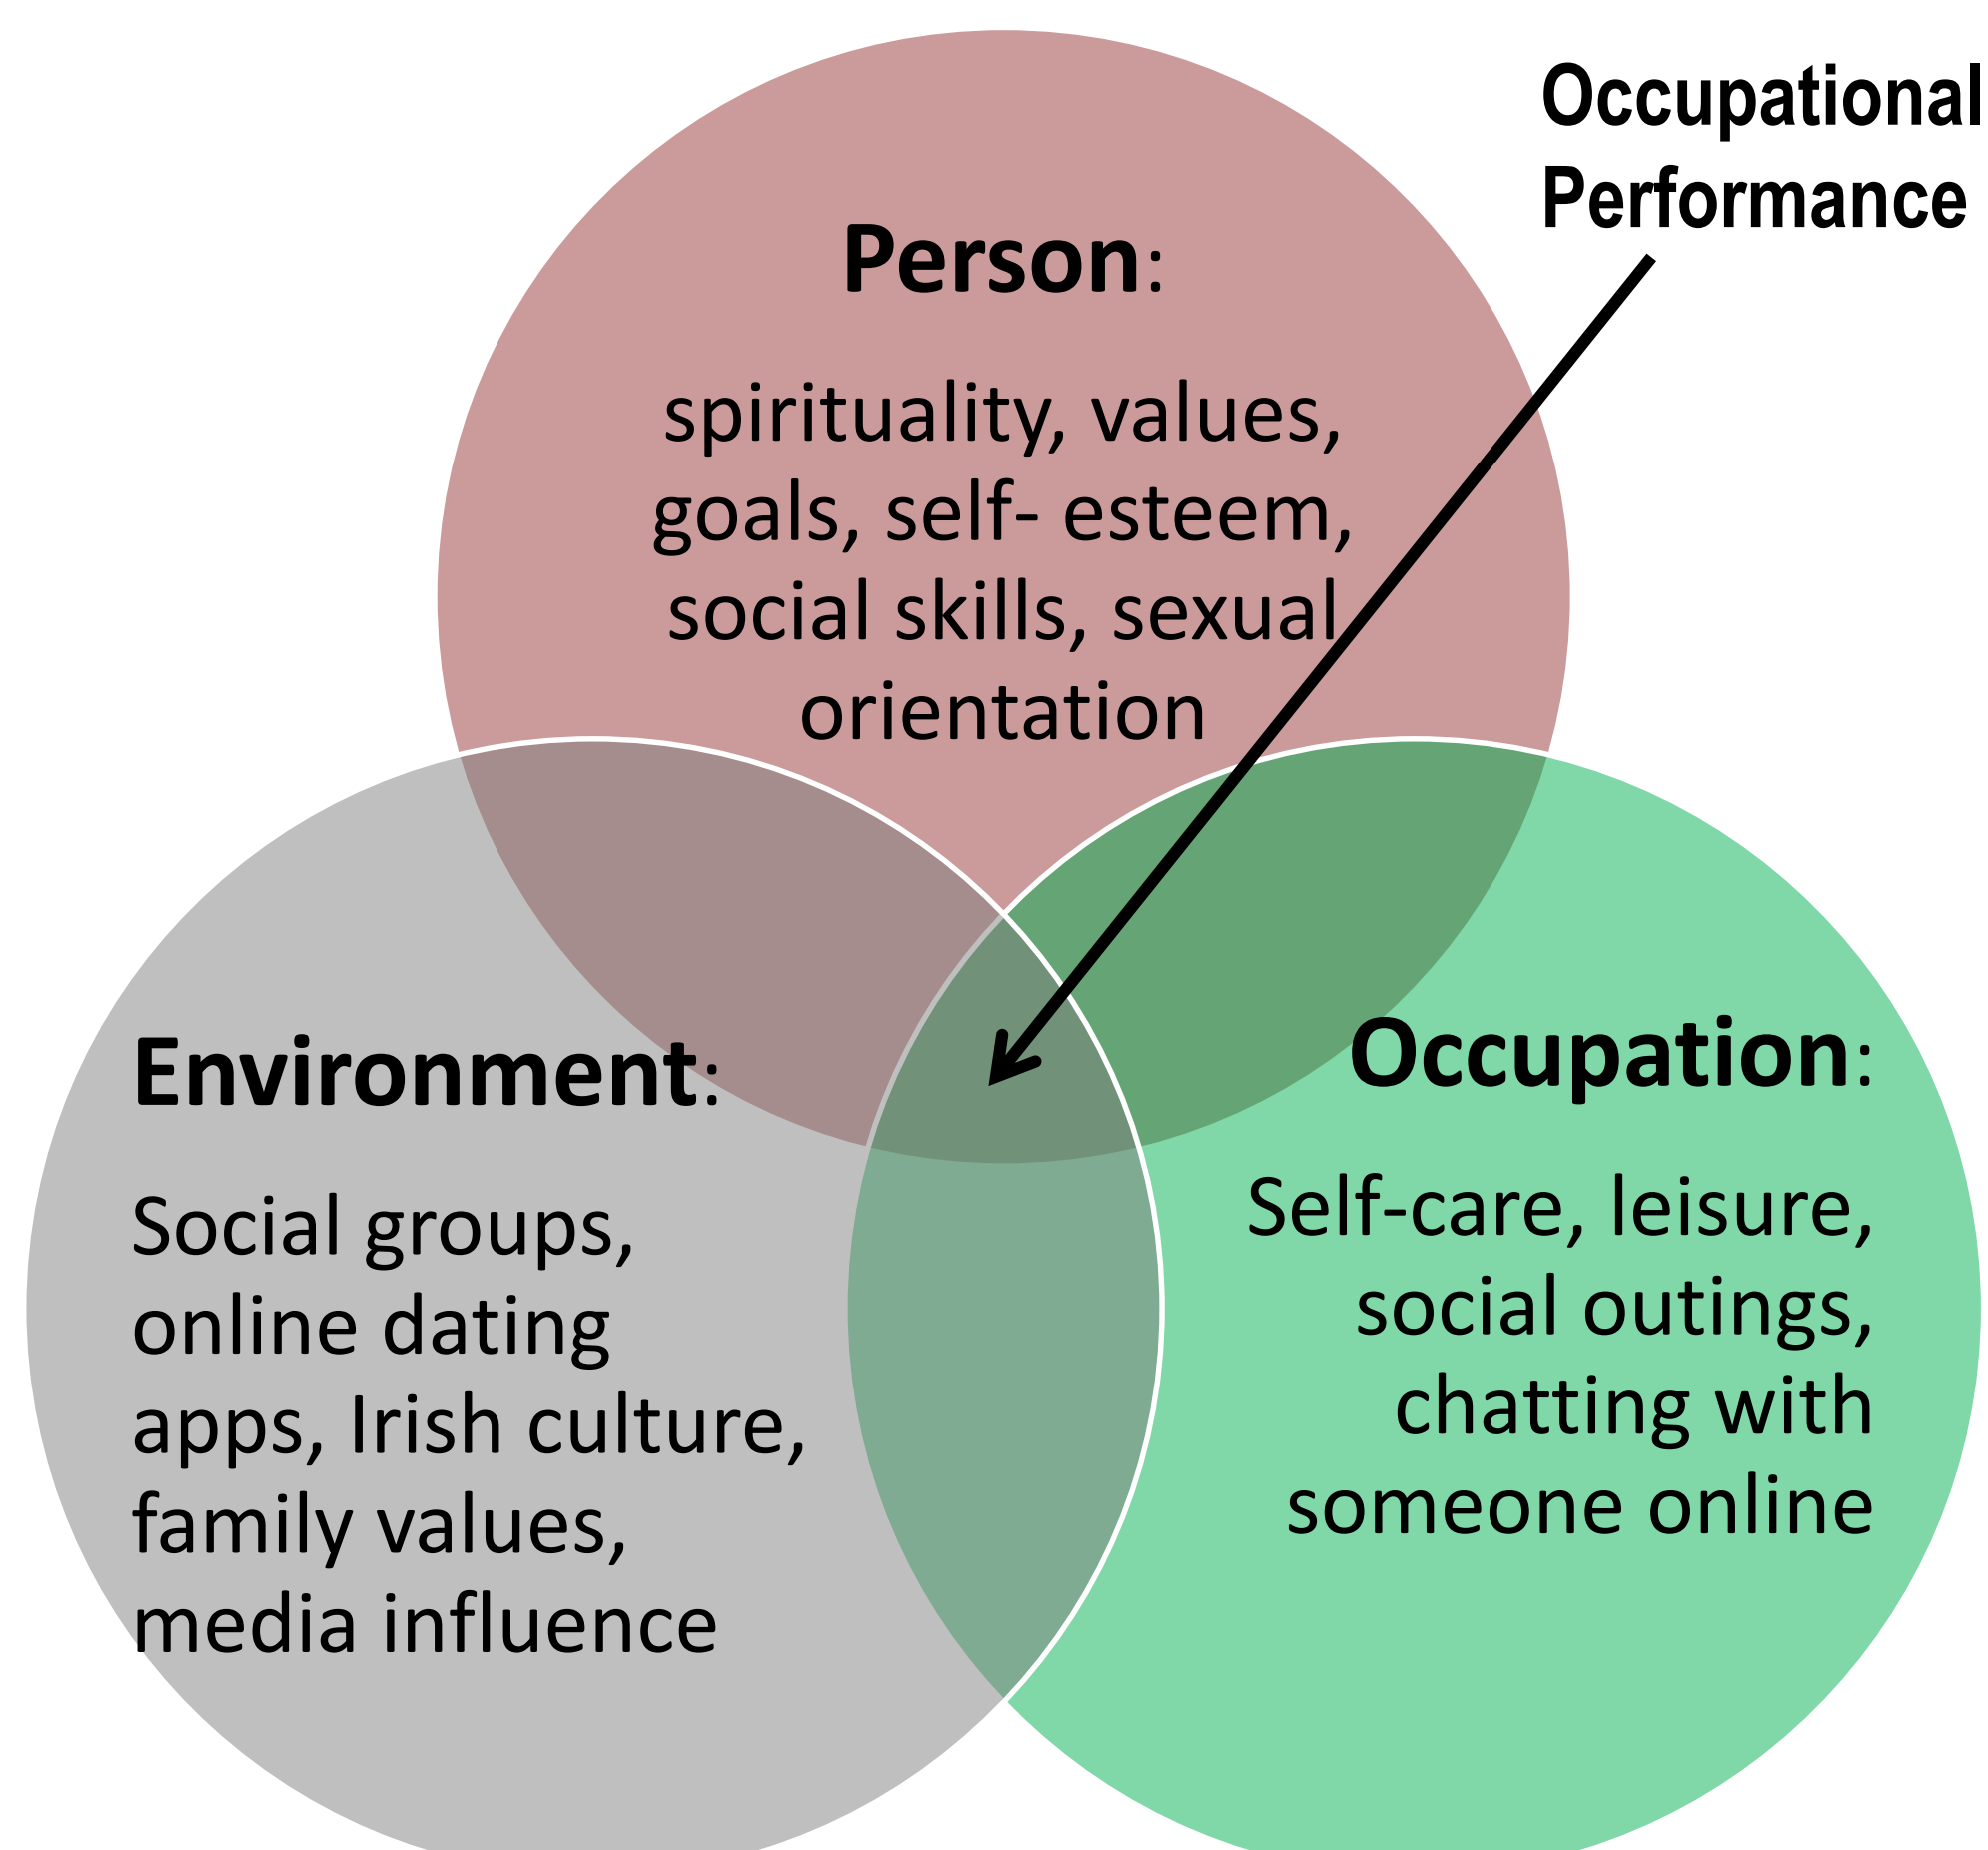 Occupational
Performance
Person:
spirituality, values,
goals, self- esteem,
social skills, sexual
orientation
Environment:
Social groups,
online dating
apps, Irish culture,
family values,
media influence
Occupation:
Self-care, leisure,
social outings,
chatting with
someone online